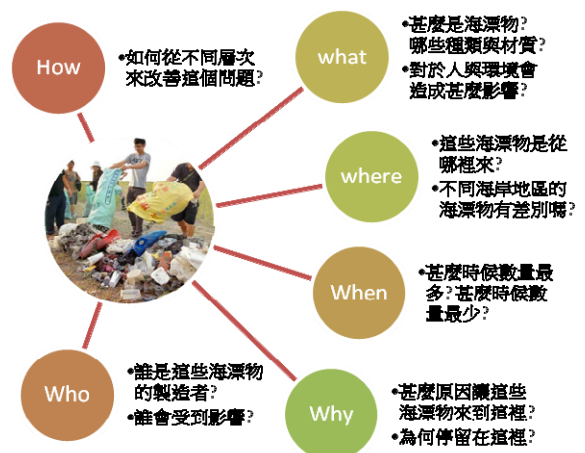 How
•如何從不同層次
來改善這個問題?
what
•甚麼是海漂物?
哪些種類與材質?
•對於人與環境會
造成甚麼影響?
where
•這些海漂物是從
哪裡來?
•不同海岸地區的
海漂物有差別嗎?
When
•甚麼時候數量最
多?甚麼時候數
量最少?
Why
•甚麼原因讓這些
海漂物來到這裡?
•為何停留在這裡?
Who
•誰是這些海漂物
的製造者?
•誰會受到影響?